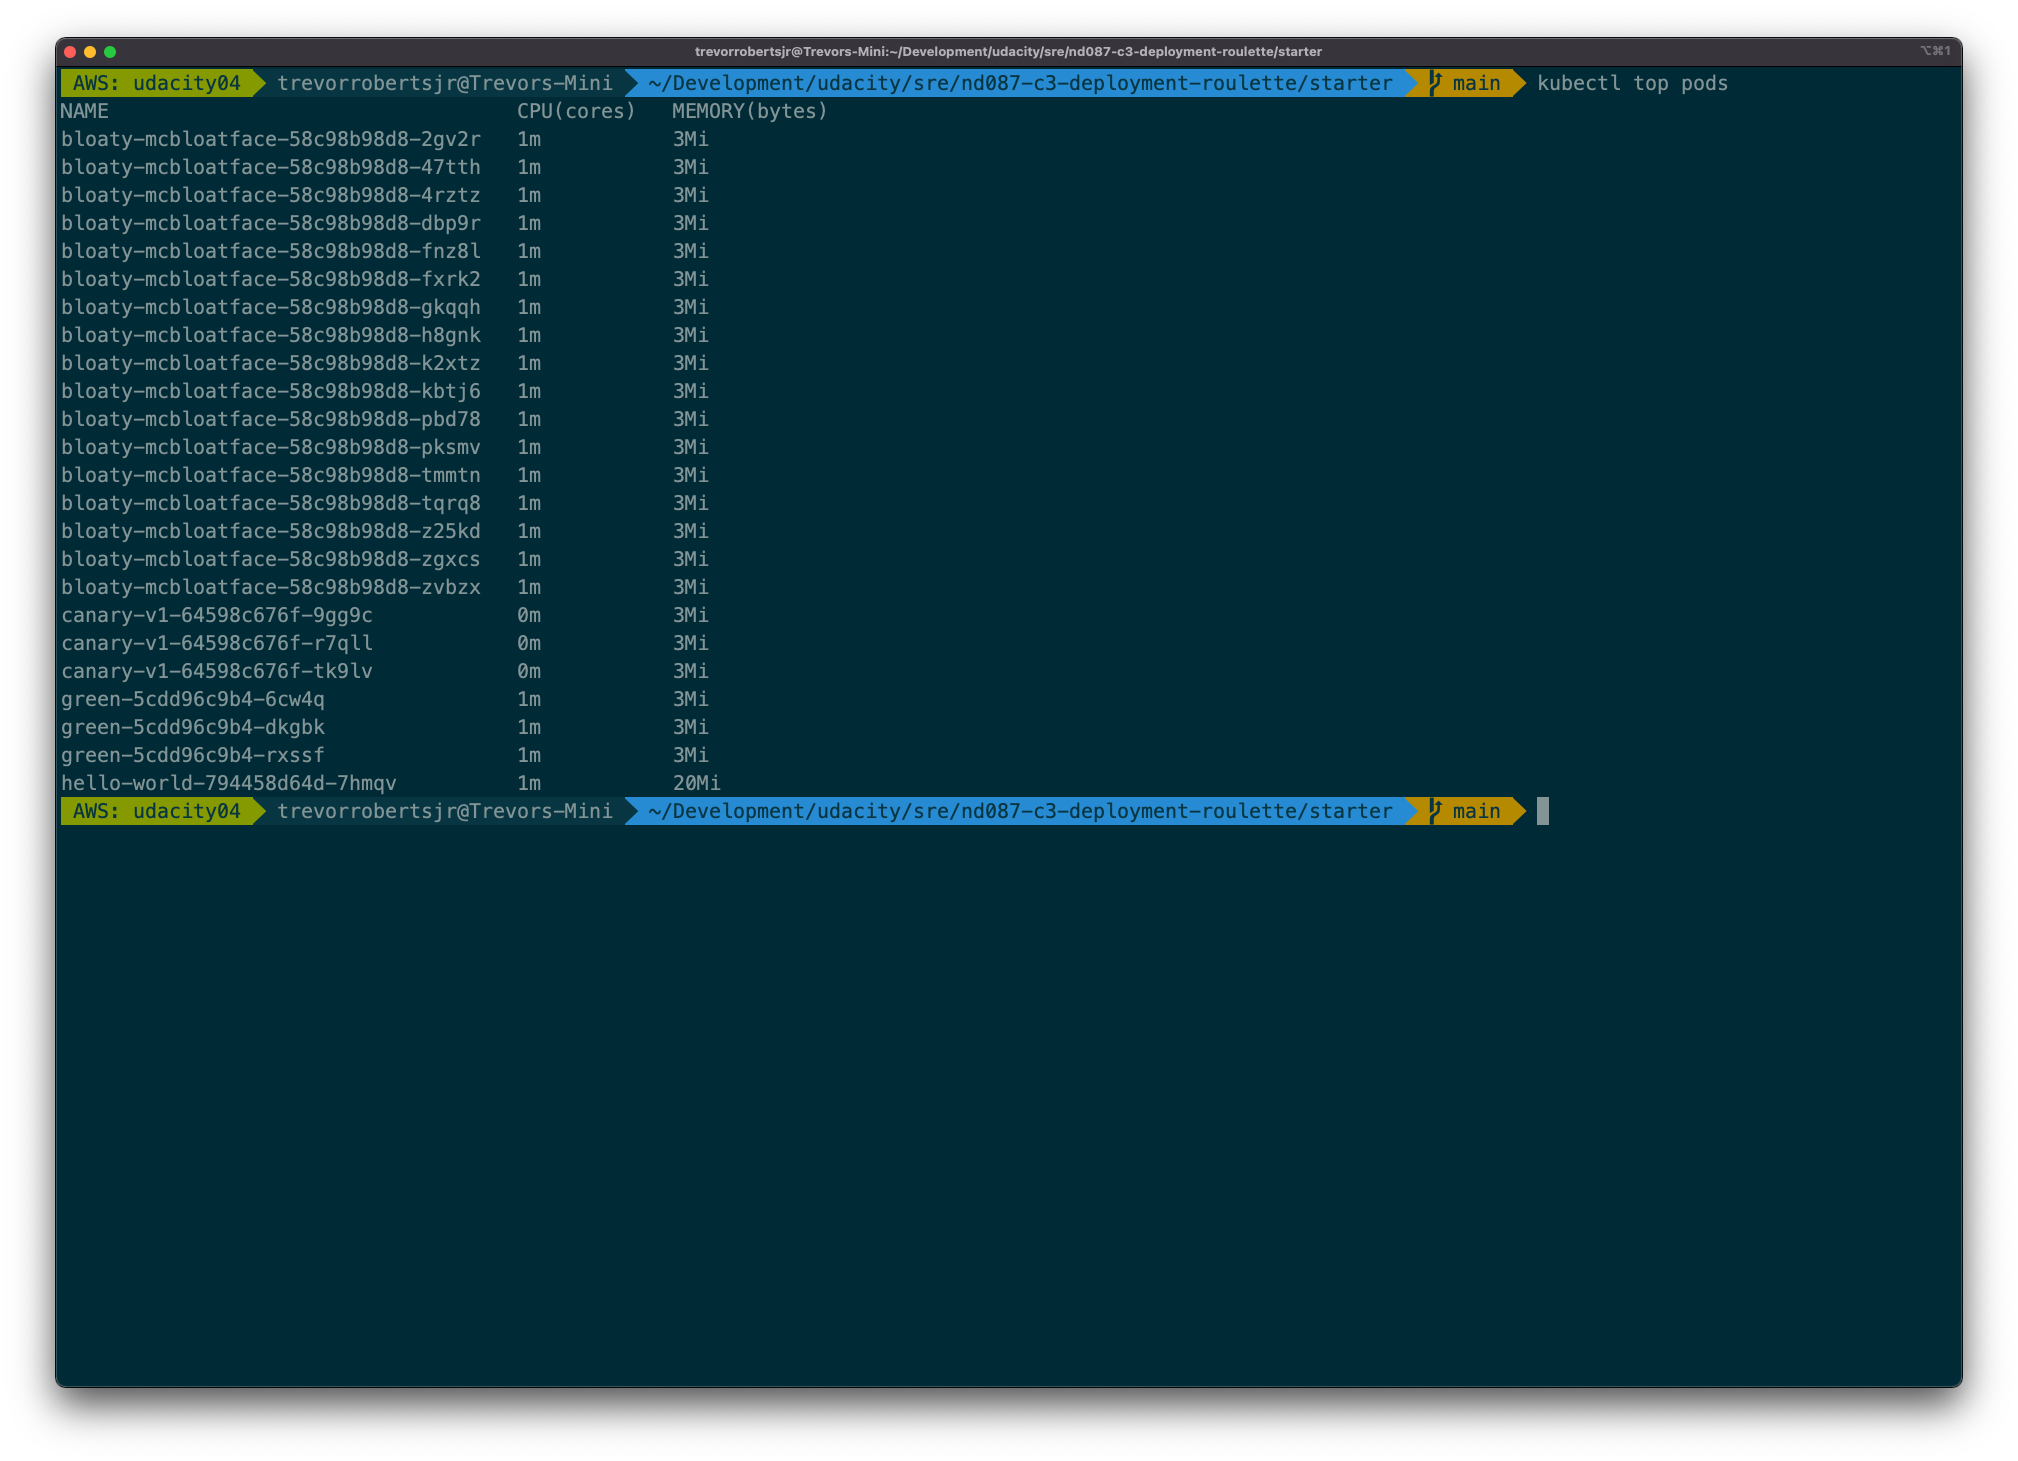 trevorrobertsjr@Trevors-Mini:~/Development/udacity/sre/nd087-c3-deployment-roulette/starter ⌥⌘1
AWS: udacity04 trevorrobertsjr@Trevors-Mini ~/Development/udacity/sre/nd087-c3-deployment-roulette/starter main kubectl top pods
NAME CPU(cores) MEMORY(bytes)
bloaty-mcbloatface-58c98b98d8-2gv2r 1m 3Mi
bloaty-mcbloatface-58c98b98d8-47tth 1m 3Mi
bloaty-mcbloatface-58c98b98d8-4rztz 1m 3Mi
bloaty-mcbloatface-58c98b98d8-dbp9r 1m 3Mi
bloaty-mcbloatface-58c98b98d8-fnz8l 1m 3Mi
bloaty-mcbloatface-58c98b98d8-fxrk2 1m 3Mi
bloaty-mcbloatface-58c98b98d8-gkqqh 1m 3Mi
bloaty-mcbloatface-58c98b98d8-h8gnk 1m 3Mi
bloaty-mcbloatface-58c98b98d8-k2xtz 1m 3Mi
bloaty-mcbloatface-58c98b98d8-kbtj6 1m 3Mi
bloaty-mcbloatface-58c98b98d8-pbd78 1m 3Mi
bloaty-mcbloatface-58c98b98d8-pksmv 1m 3Mi
bloaty-mcbloatface-58c98b98d8-tmmtn 1m 3Mi
bloaty-mcbloatface-58c98b98d8-tqrq8 1m 3Mi
bloaty-mcbloatface-58c98b98d8-z25kd 1m 3Mi
bloaty-mcbloatface-58c98b98d8-zgxcs 1m 3Mi
bloaty-mcbloatface-58c98b98d8-zvbzx 1m 3Mi
canary-v1-64598c676f-9gg9c 0m 3Mi
canary-v1-64598c676f-r7qll 0m 3Mi
canary-v1-64598c676f-tk9lv 0m 3Mi
green-5cdd96c9b4-6cw4q 1m 3Mi
green-5cdd96c9b4-dkgbk 1m 3Mi
green-5cdd96c9b4-rxssf 1m 3Mi
hello-world-794458d64d-7hmqv 1m 20Mi
AWS: udacity04 trevorrobertsjr@Trevors-Mini ~/Development/udacity/sre/nd087-c3-deployment-roulette/starter main